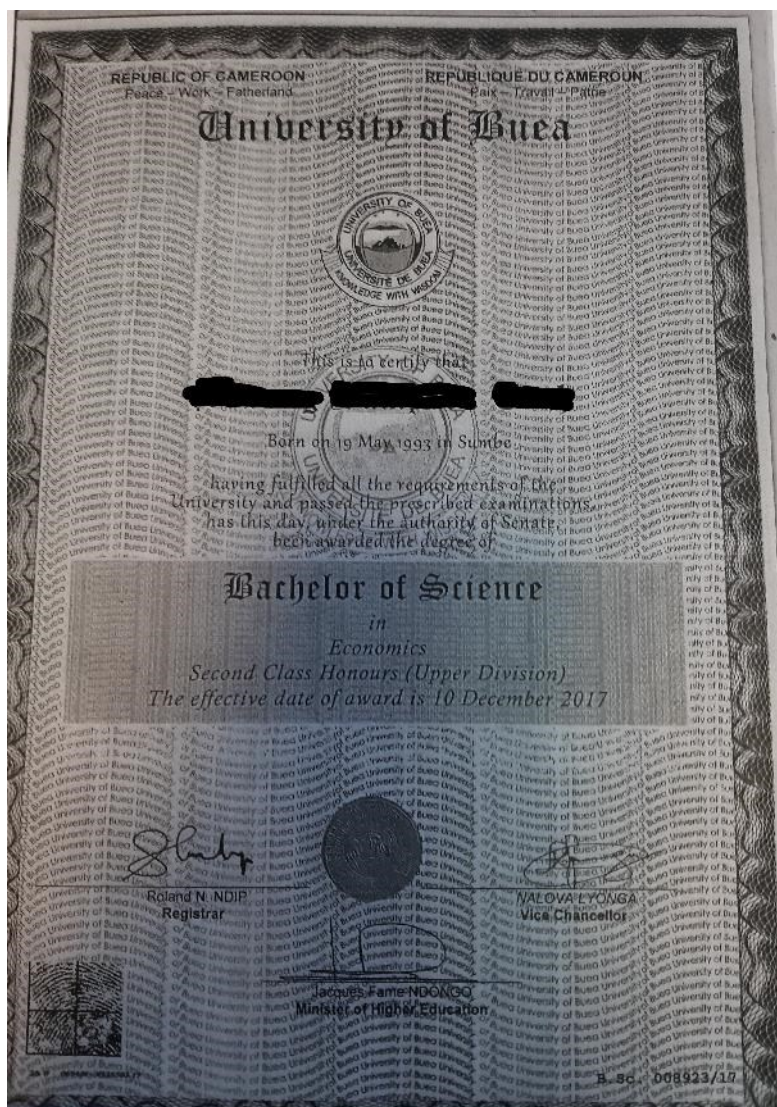 REPUBLIC OF CAMEROON
Peace – Work – Fatherland
REPUBLIQUE DU CAMEROUN
Paix – Travail – Patrie
University of Buea
UNIVERSITY OF BUEA
UNIVERSITÉ DE BUEA
KNOWLEDGE WITH WISDOM
This is to certify that
Born on 19 May 1993 in Sumbe
having fulfilled all the requirements of the
University and passed the prescribed examinations,
has this day, under the authority of Senate,
been awarded the degree of
Bachelor of Science
in
Economics
Second Class Honours (Upper Division)
The effective date of award is 10 December 2017
Roland N. NDIP
Registrar
NALOVA LYONGA
Vice Chancellor
Jacques Fame NDONGO
Minister of Higher Education
B.Sc. 008923/17